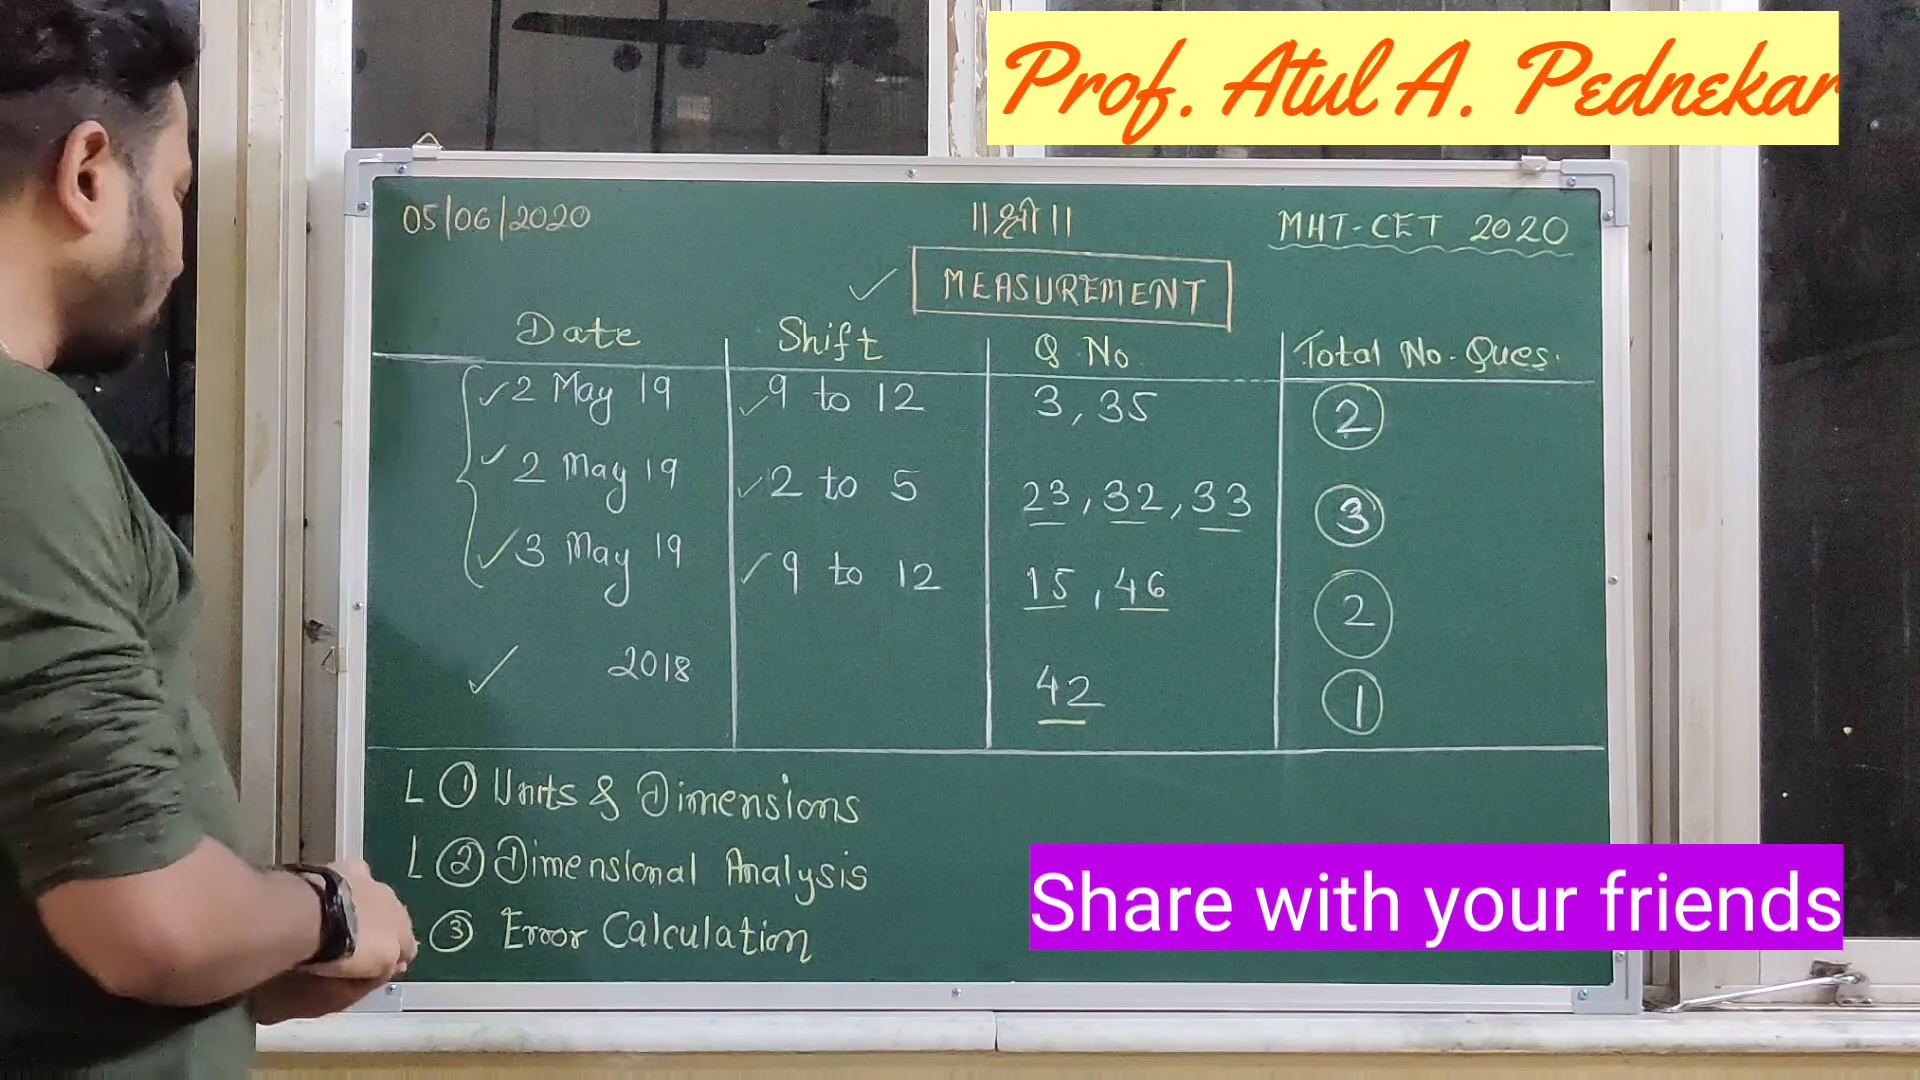 Prof. Atul A. Pednekar
05/06/2020 ॥ श्री ॥ MHT-CET 2020
MEASUREMENT
Date Shift Q No. Total No. Ques.
2 May 19 9 to 12 3, 35 2
2 May 19 2 to 5 23, 32, 33 3
3 May 19 9 to 12 15, 46 2
2018 42 1
L ① Units & Dimensions
L ② Dimensional Analysis
③ Error Calculation
Share with your friends